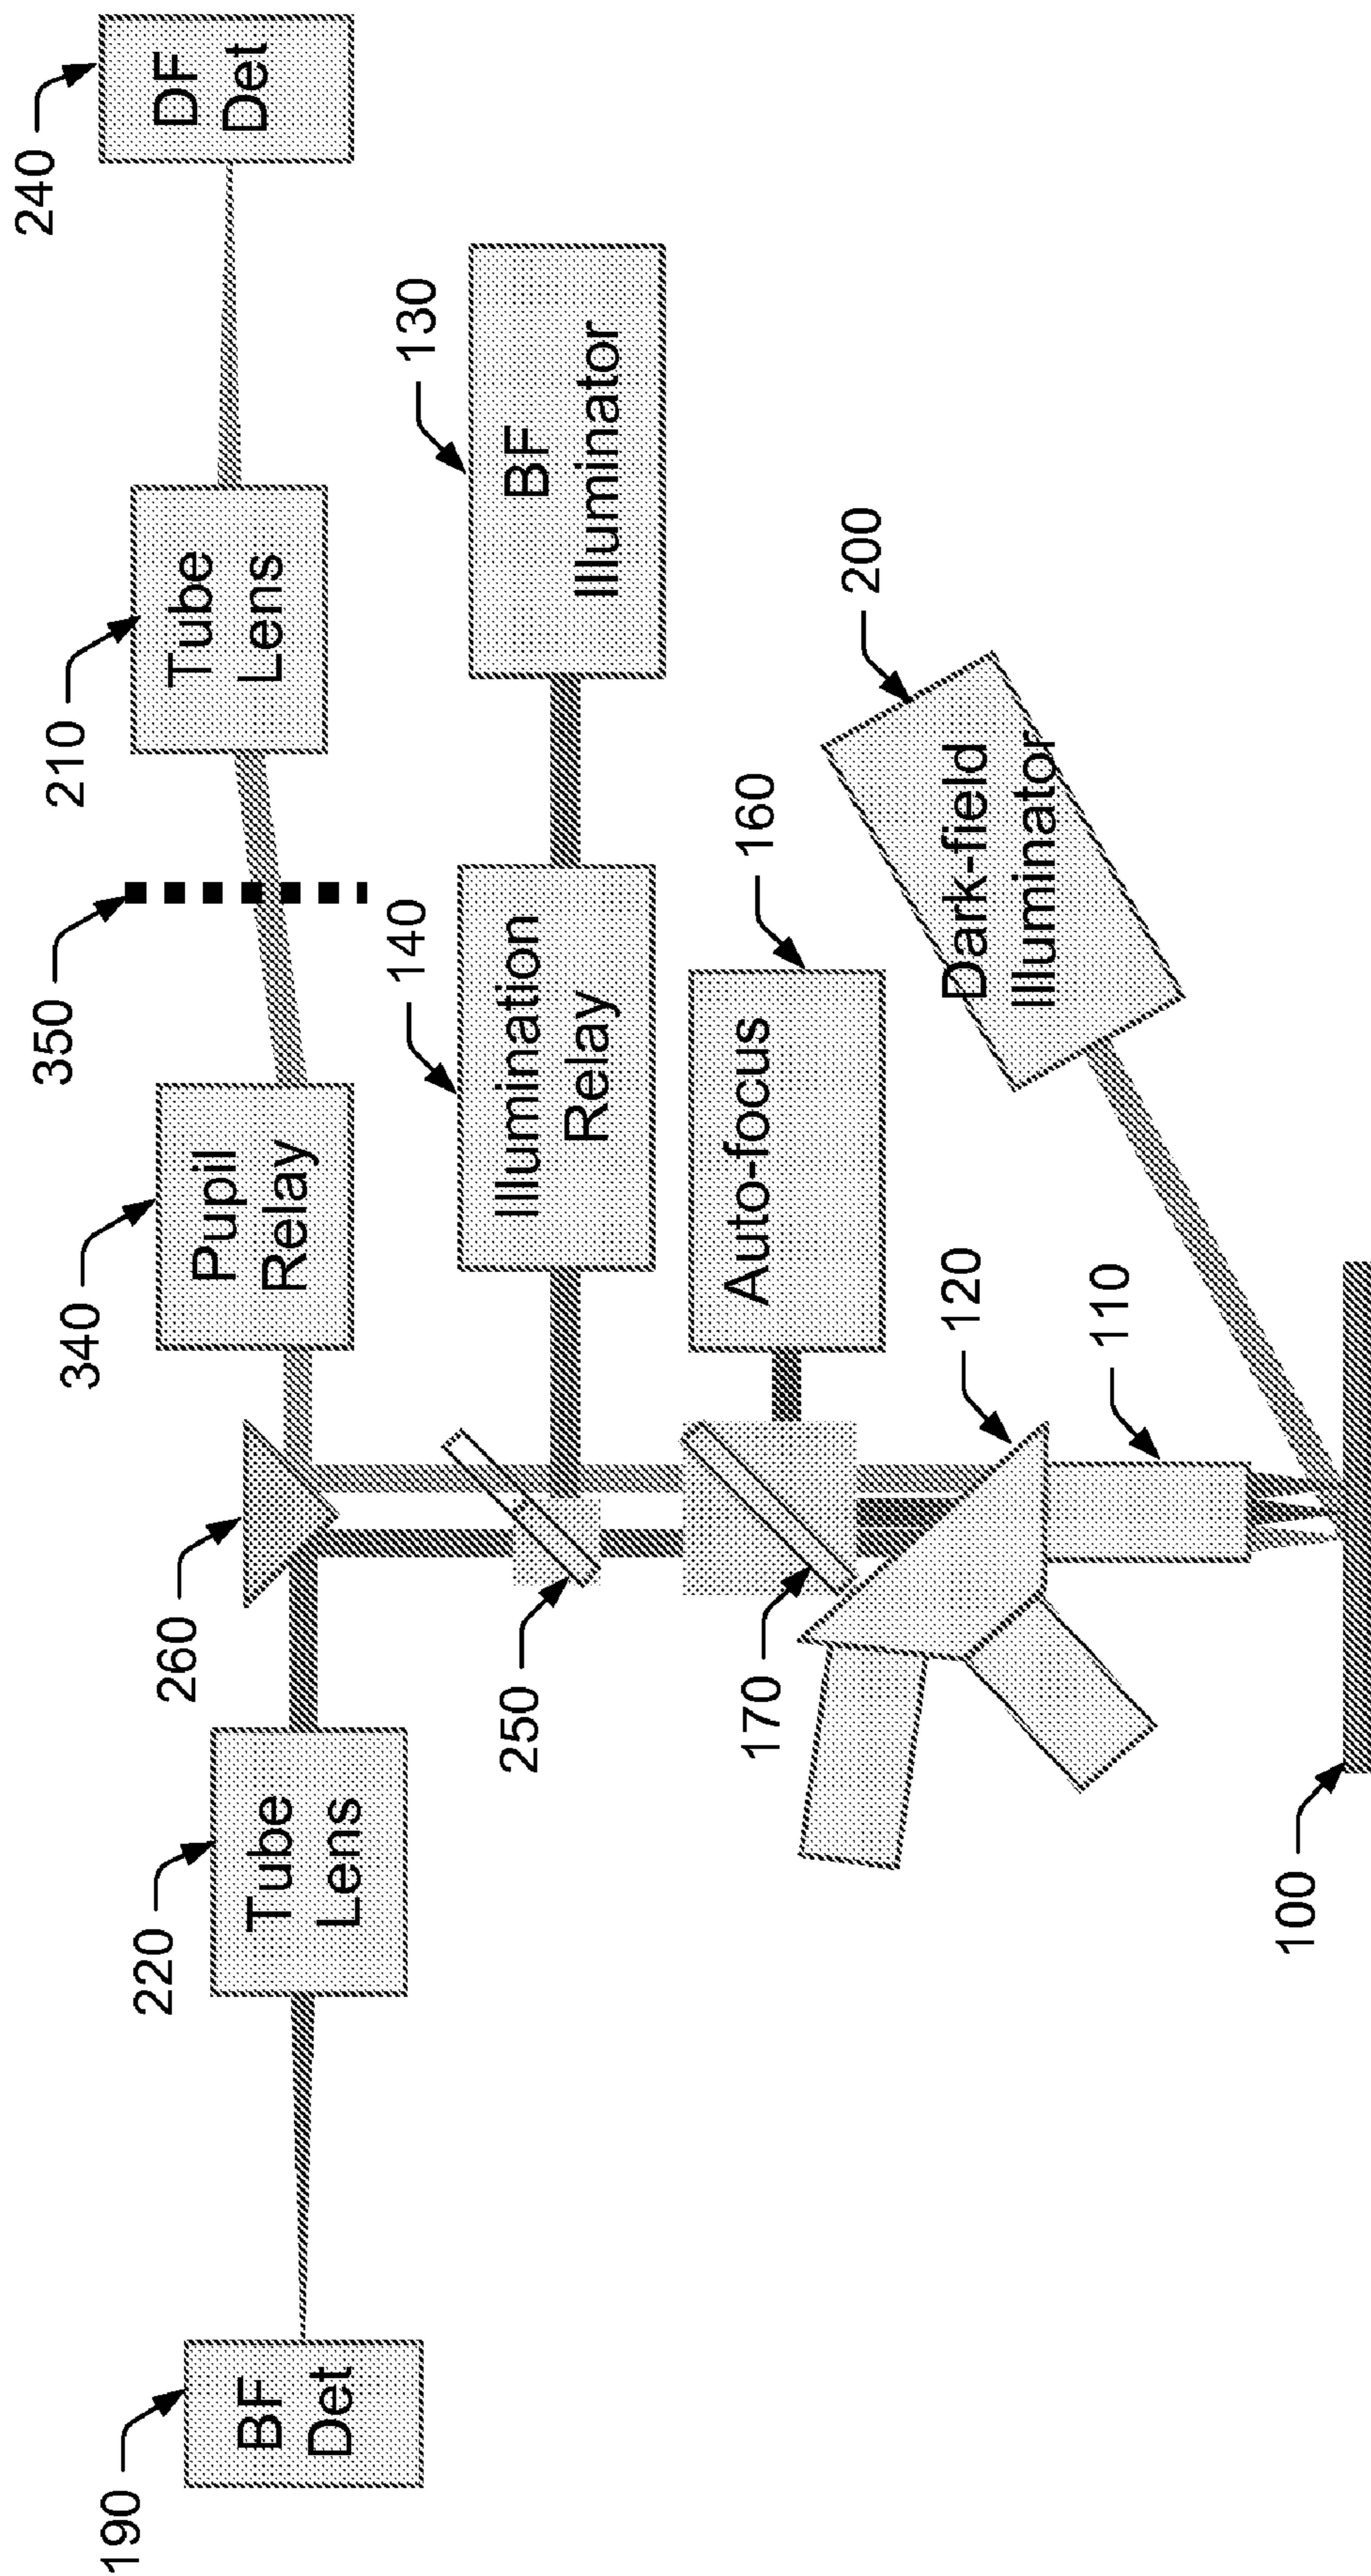 190
BF
Det
220
Tube
Lens
260
340
Pupil
Relay
350
210
Tube
Lens
240
DF
Det
250
140
Illumination
Relay
130
BF
Illuminator
170
Auto-focus
160
120
110
Dark-field
Illuminator
200
100